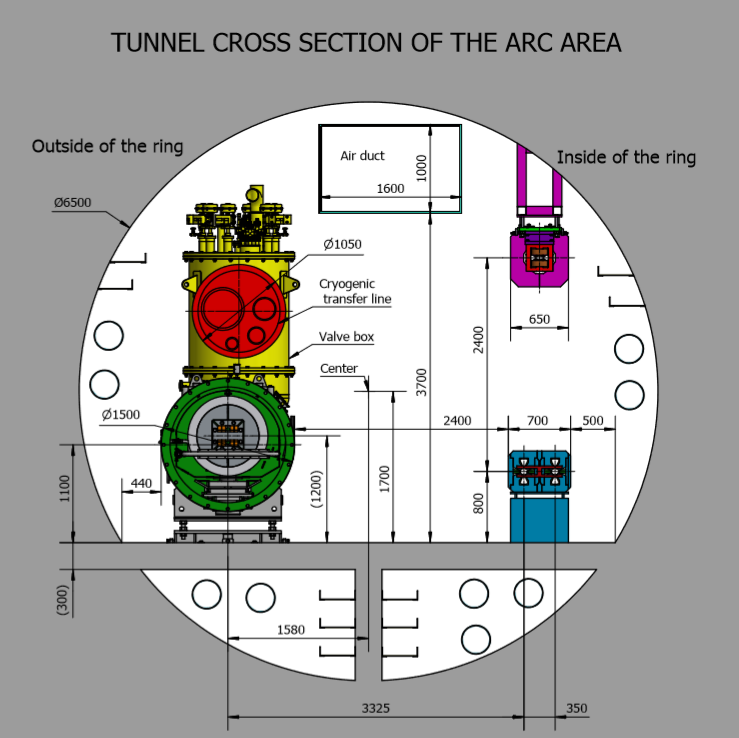 TUNNEL CROSS SECTION OF THE ARC AREA
Outside of the ring
Air duct
1000
1600
Inside of the ring
Ø6500
Ø1050
Cryogenic
transfer line
650
Valve box
2400
Center
3700
Ø1500
2400
700
500
1100
440
(1200)
1700
800
(300)
1580
3325
350